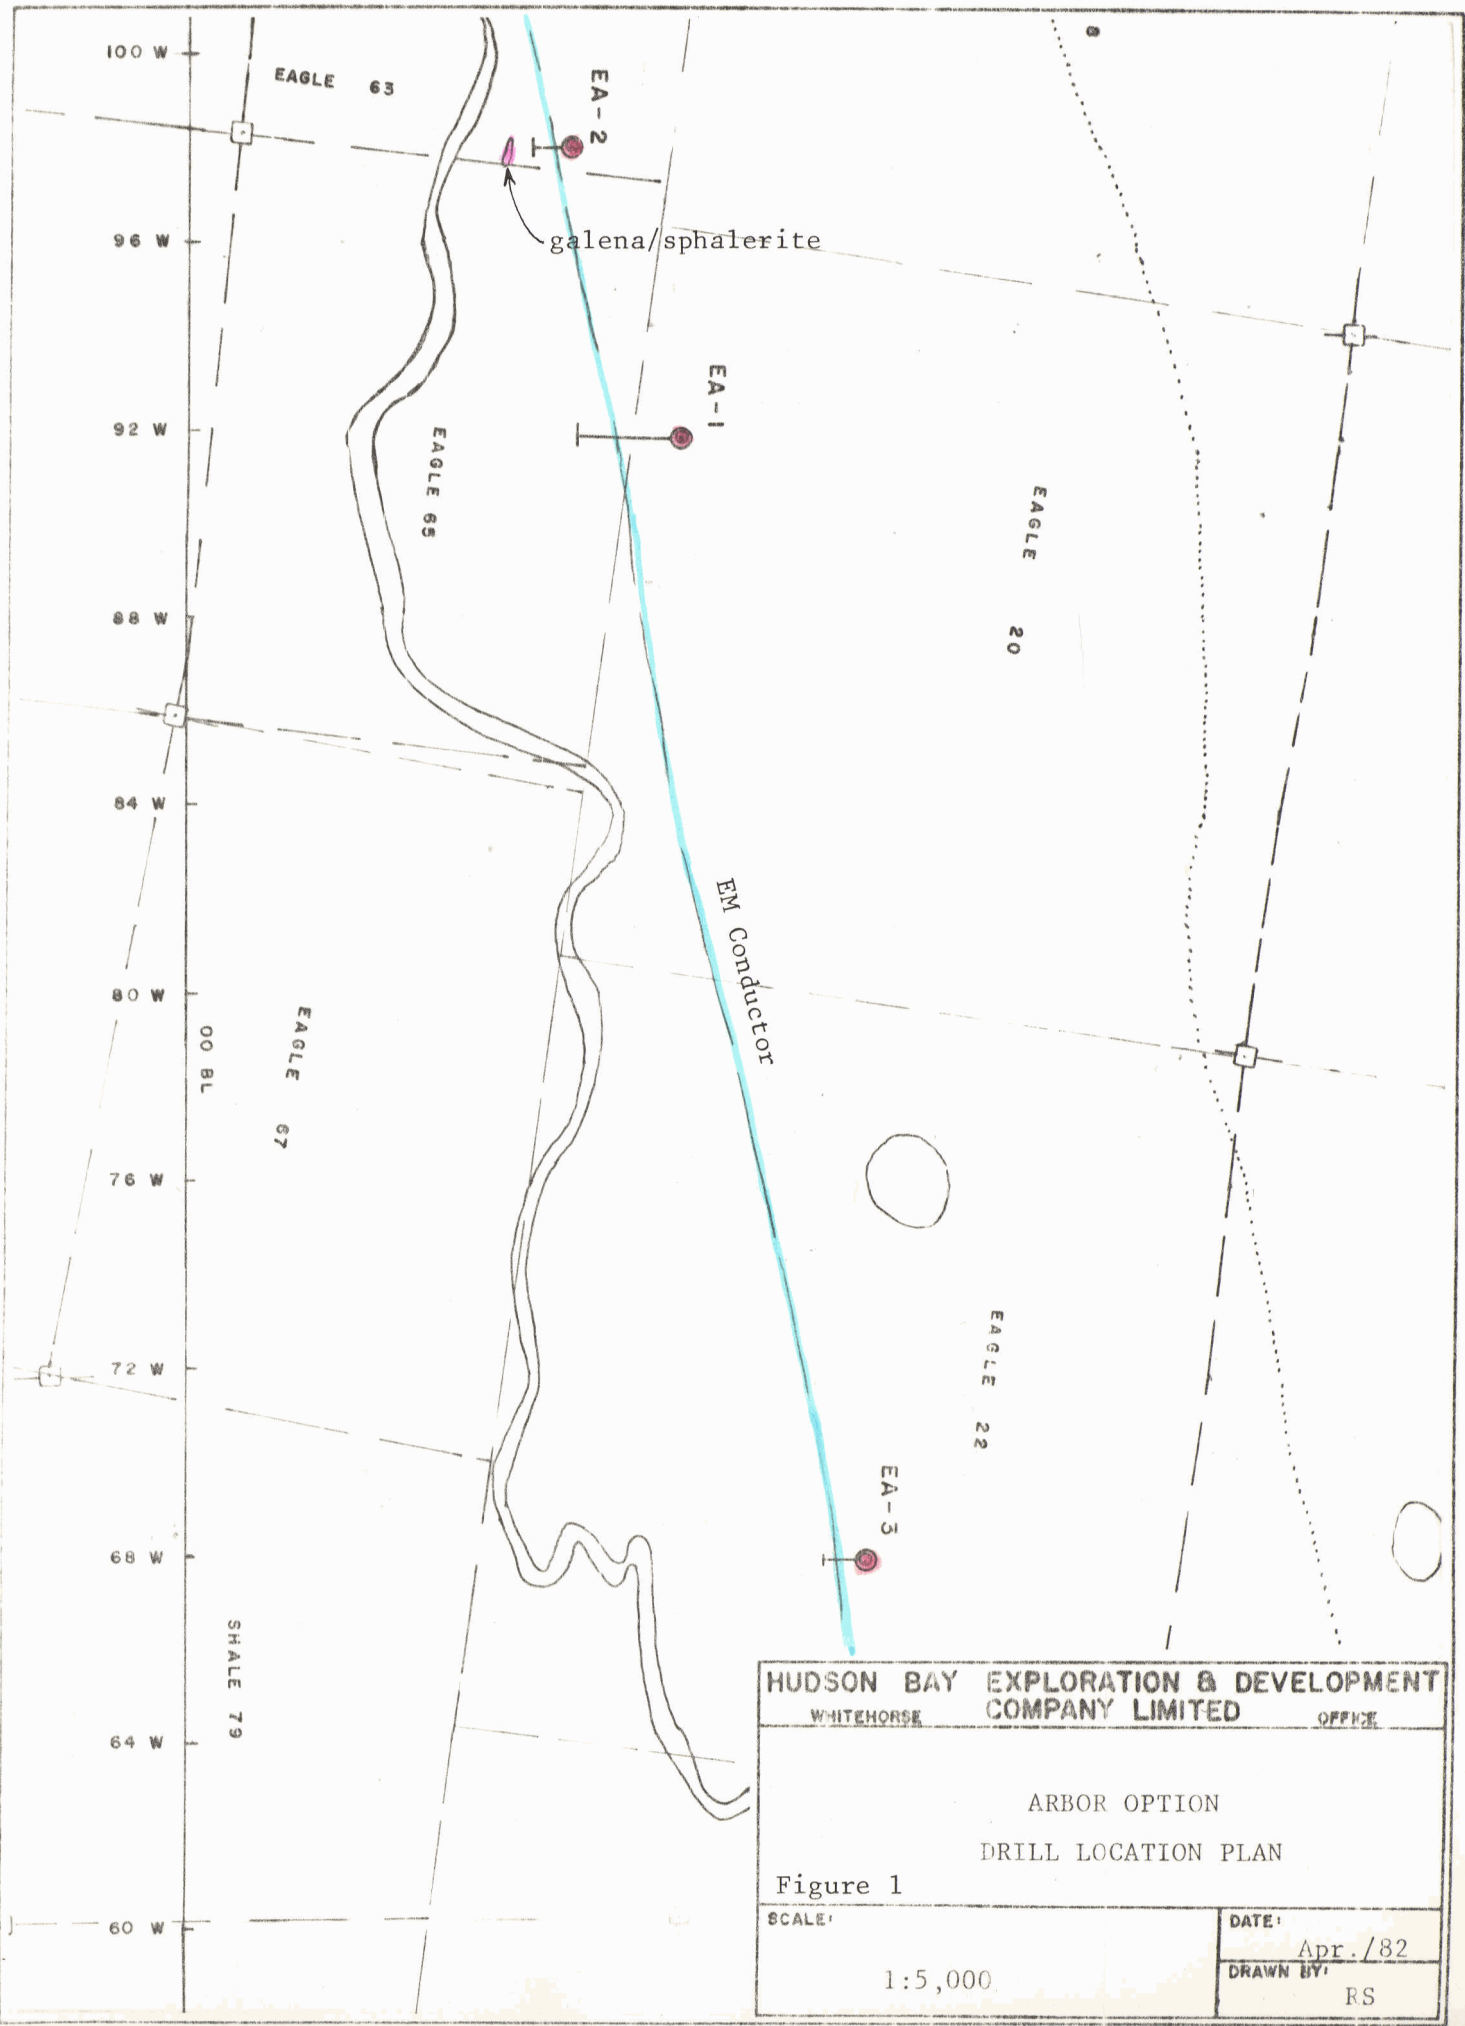 100 W
EAGLE 63
EA-2
8
96 W
galena/sphalerite
EA-1
92 W
EAGLE 65
EAGLE 20
88 W
84 W
EM Conductor
80 W
00 BL
EAGLE 67
76 W
EAGLE 22
72 W
EA-3
68 W
SHALE 79
64 W
60 W
HUDSON BAY EXPLORATION & DEVELOPMENT
COMPANY LIMITED
WHITEHORSE OFFICE
ARBOR OPTION
DRILL LOCATION PLAN
Figure 1
SCALE:
1:5,000
DATE:
Apr./82
DRAWN BY:
RS